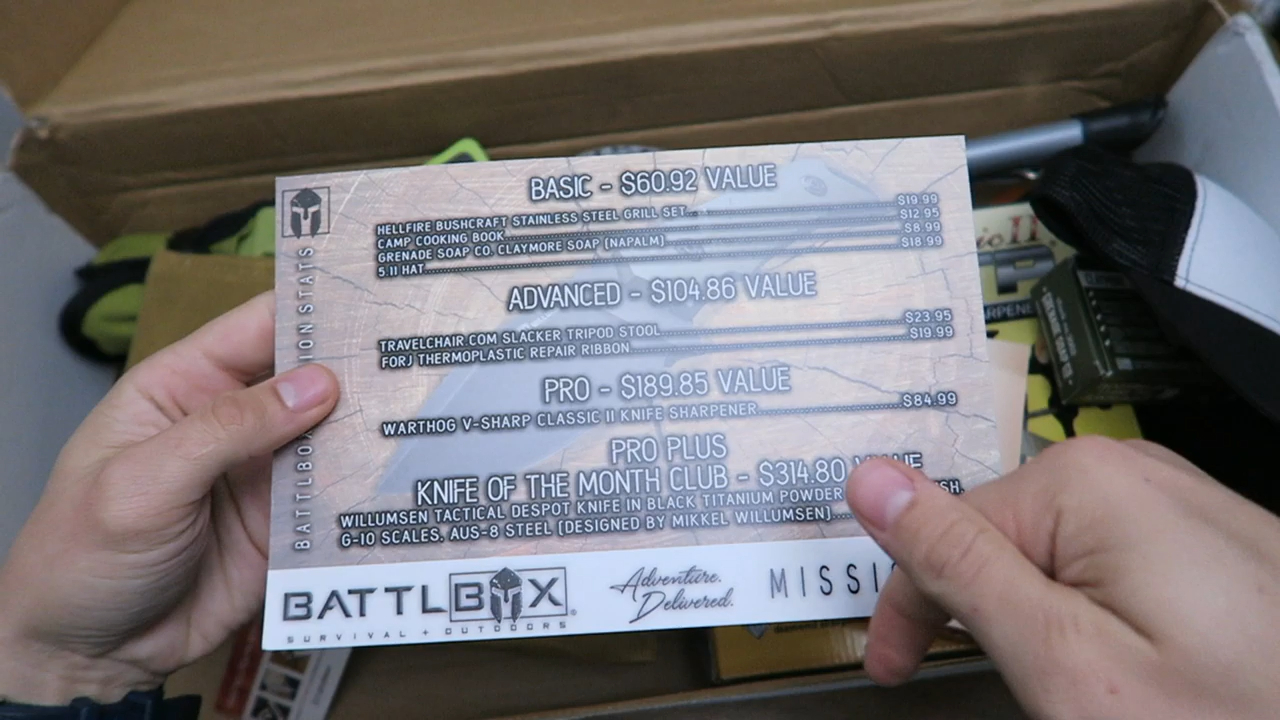 BASIC - $60.92 VALUE
HELLFIRE BUSHCRAFT STAINLESS STEEL GRILL SET $19.99
CAMP COOKING BOOK $12.95
GRENADE SOAP CO. CLAYMORE SOAP (NAPALM) $8.99
5.11 HAT $18.99
ADVANCED - $104.86 VALUE
TRAVELCHAIR.COM SLACKER TRIPOD STOOL $23.95
FORJ THERMOPLASTIC REPAIR RIBBON $19.99
PRO - $189.85 VALUE
WARTHOG V-SHARP CLASSIC II KNIFE SHARPENER $84.99
PRO PLUS
KNIFE OF THE MONTH CLUB - $314.80 VALUE
WILLUMSEN TACTICAL DESPOT KNIFE IN BLACK TITANIUM POWDER
G-10 SCALES, AUS-8 STEEL (DESIGNED BY MIKKEL WILLUMSEN)
BATTLBOX
SURVIVAL + OUTDOORS
Adventure.
Delivered.
MISSI